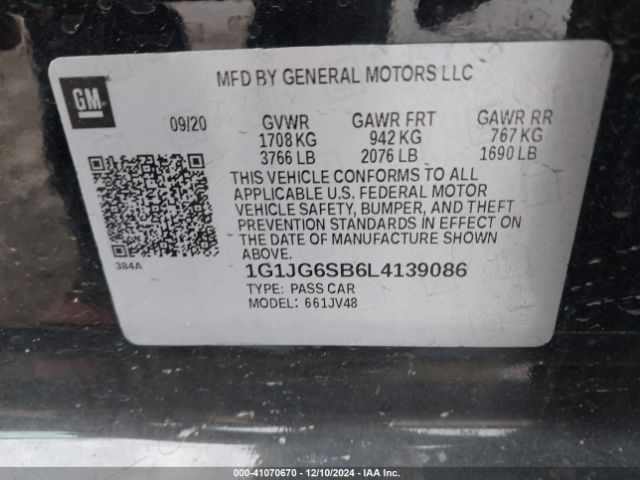 MFD BY GENERAL MOTORS LLC
GM
09/20
GVWR GAWR FRT GAWR RR
1708 KG 942 KG 767 KG
3766 LB 2076 LB 1690 LB
THIS VEHICLE CONFORMS TO ALL
APPLICABLE U.S. FEDERAL MOTOR
VEHICLE SAFETY, BUMPER, AND THEFT
PREVENTION STANDARDS IN EFFECT ON
THE DATE OF MANUFACTURE SHOWN
ABOVE.
384A
1G1JG6SB6L4139086
TYPE: PASS CAR
MODEL: 661JV48
000-41070670 - 12/10/2024 - IAA Inc.